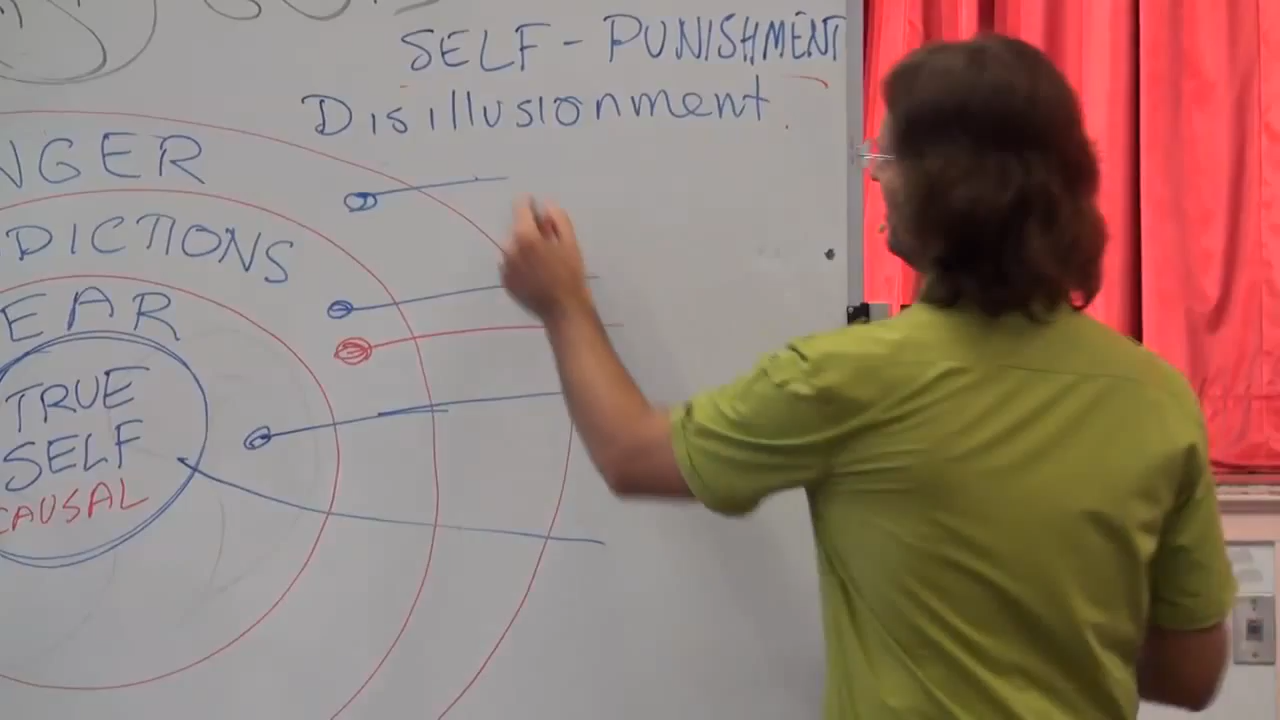 SELF - PUNISHMENT
Disillusionment
NGER
DICTIONS
EAR
TRUE
SELF
CAUSAL